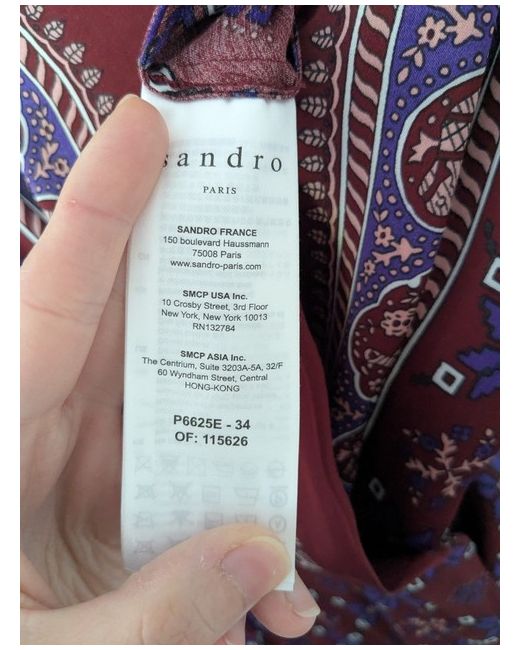 sandro
PARIS
SANDRO FRANCE
150 boulevard Haussmann
75008 Paris
www.sandro-paris.com
SMCP USA Inc.
10 Crosby Street, 3rd Floor
New York, New York 10013
RN132784
SMCP ASIA Inc.
The Centrium, Suite 3203A-5A, 32/F
60 Wyndham Street, Central
HONG-KONG
P6625E - 34
OF: 115626